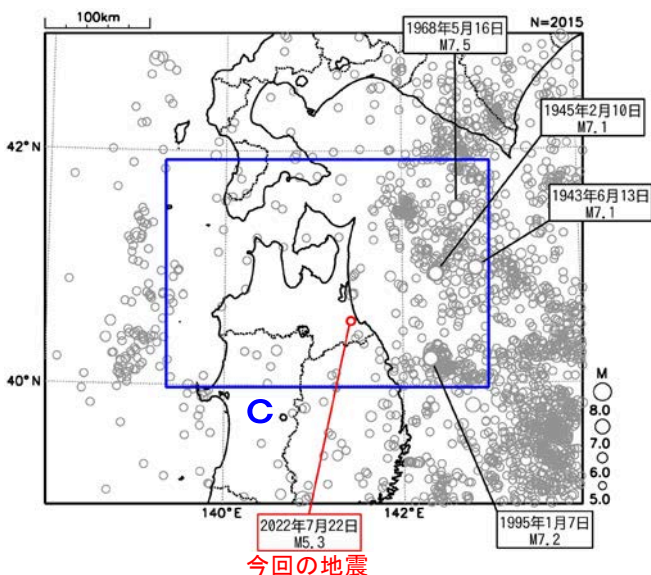 100km
N=2015
1968年5月16日
M7.5
1945年2月10日
M7.1
42°N
1943年6月13日
M7.1
40°N
C
M
8.0
7.0
6.0
5.0
140°E
142°E
2022年7月22日
M5.3
1995年1月7日
M7.2
今回の地震